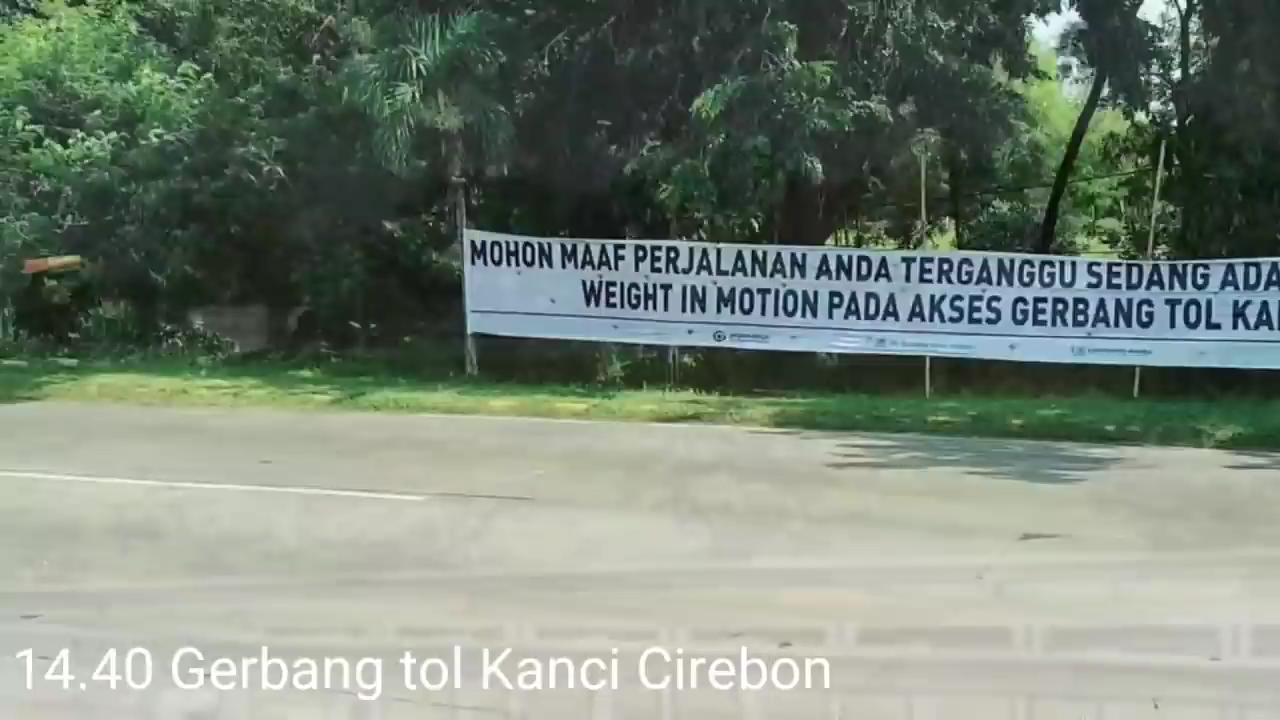 MOHON MAAF PERJALANAN ANDA TERGANGGU SEDANG ADA
WEIGHT IN MOTION PADA AKSES GERBANG TOL
14.40 Gerbang tol Kanci Cirebon